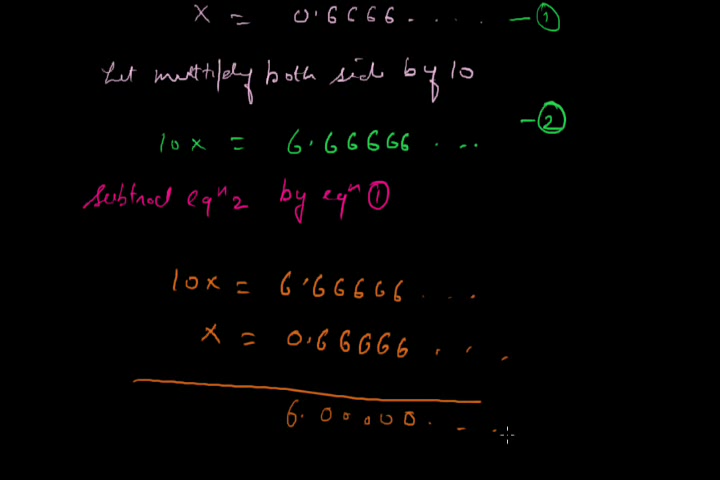 x = 0.6666..... -①
Let multiply both side by 10
10x = 6.66666... -②
subtract eqⁿ 2 by eqⁿ ①
10x = 6.66666...
x = 0.66666...
6.00000...